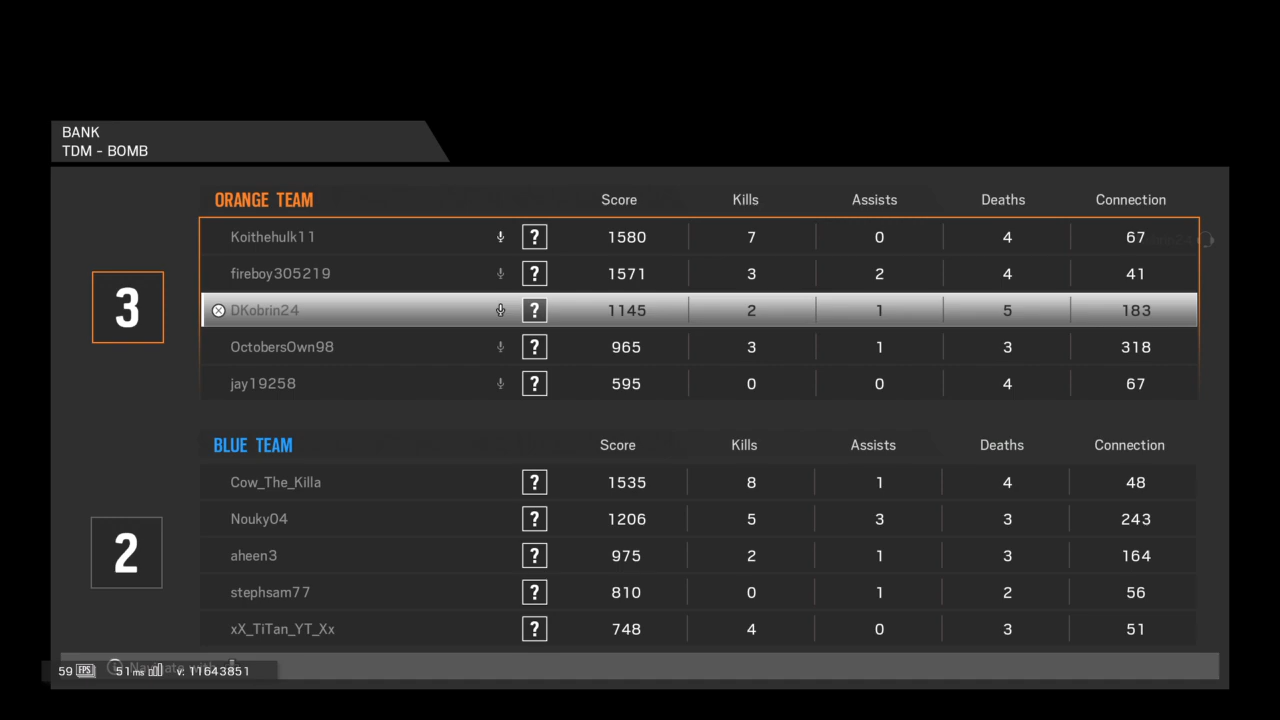 BANK
TDM - BOMB
ORANGE TEAM Score Kills Assists Deaths Connection
Koithehulk11 ? 1580 7 0 4 67
fireboy305219 ? 1571 3 2 4 41
3 DKobrin24 ? 1145 2 1 5 183
OctobersOwn98 ? 965 3 1 3 318
jay19258 ? 595 0 0 4 67
BLUE TEAM Score Kills Assists Deaths Connection
Cow_The_Killa ? 1535 8 1 4 48
Nouky04 ? 1206 5 3 3 243
2 aheen3 ? 975 2 1 3 164
stephsam77 ? 810 0 1 2 56
xX_TiTan_YT_Xx ? 748 4 0 3 51
59 FPS 51 ms v: 11643851